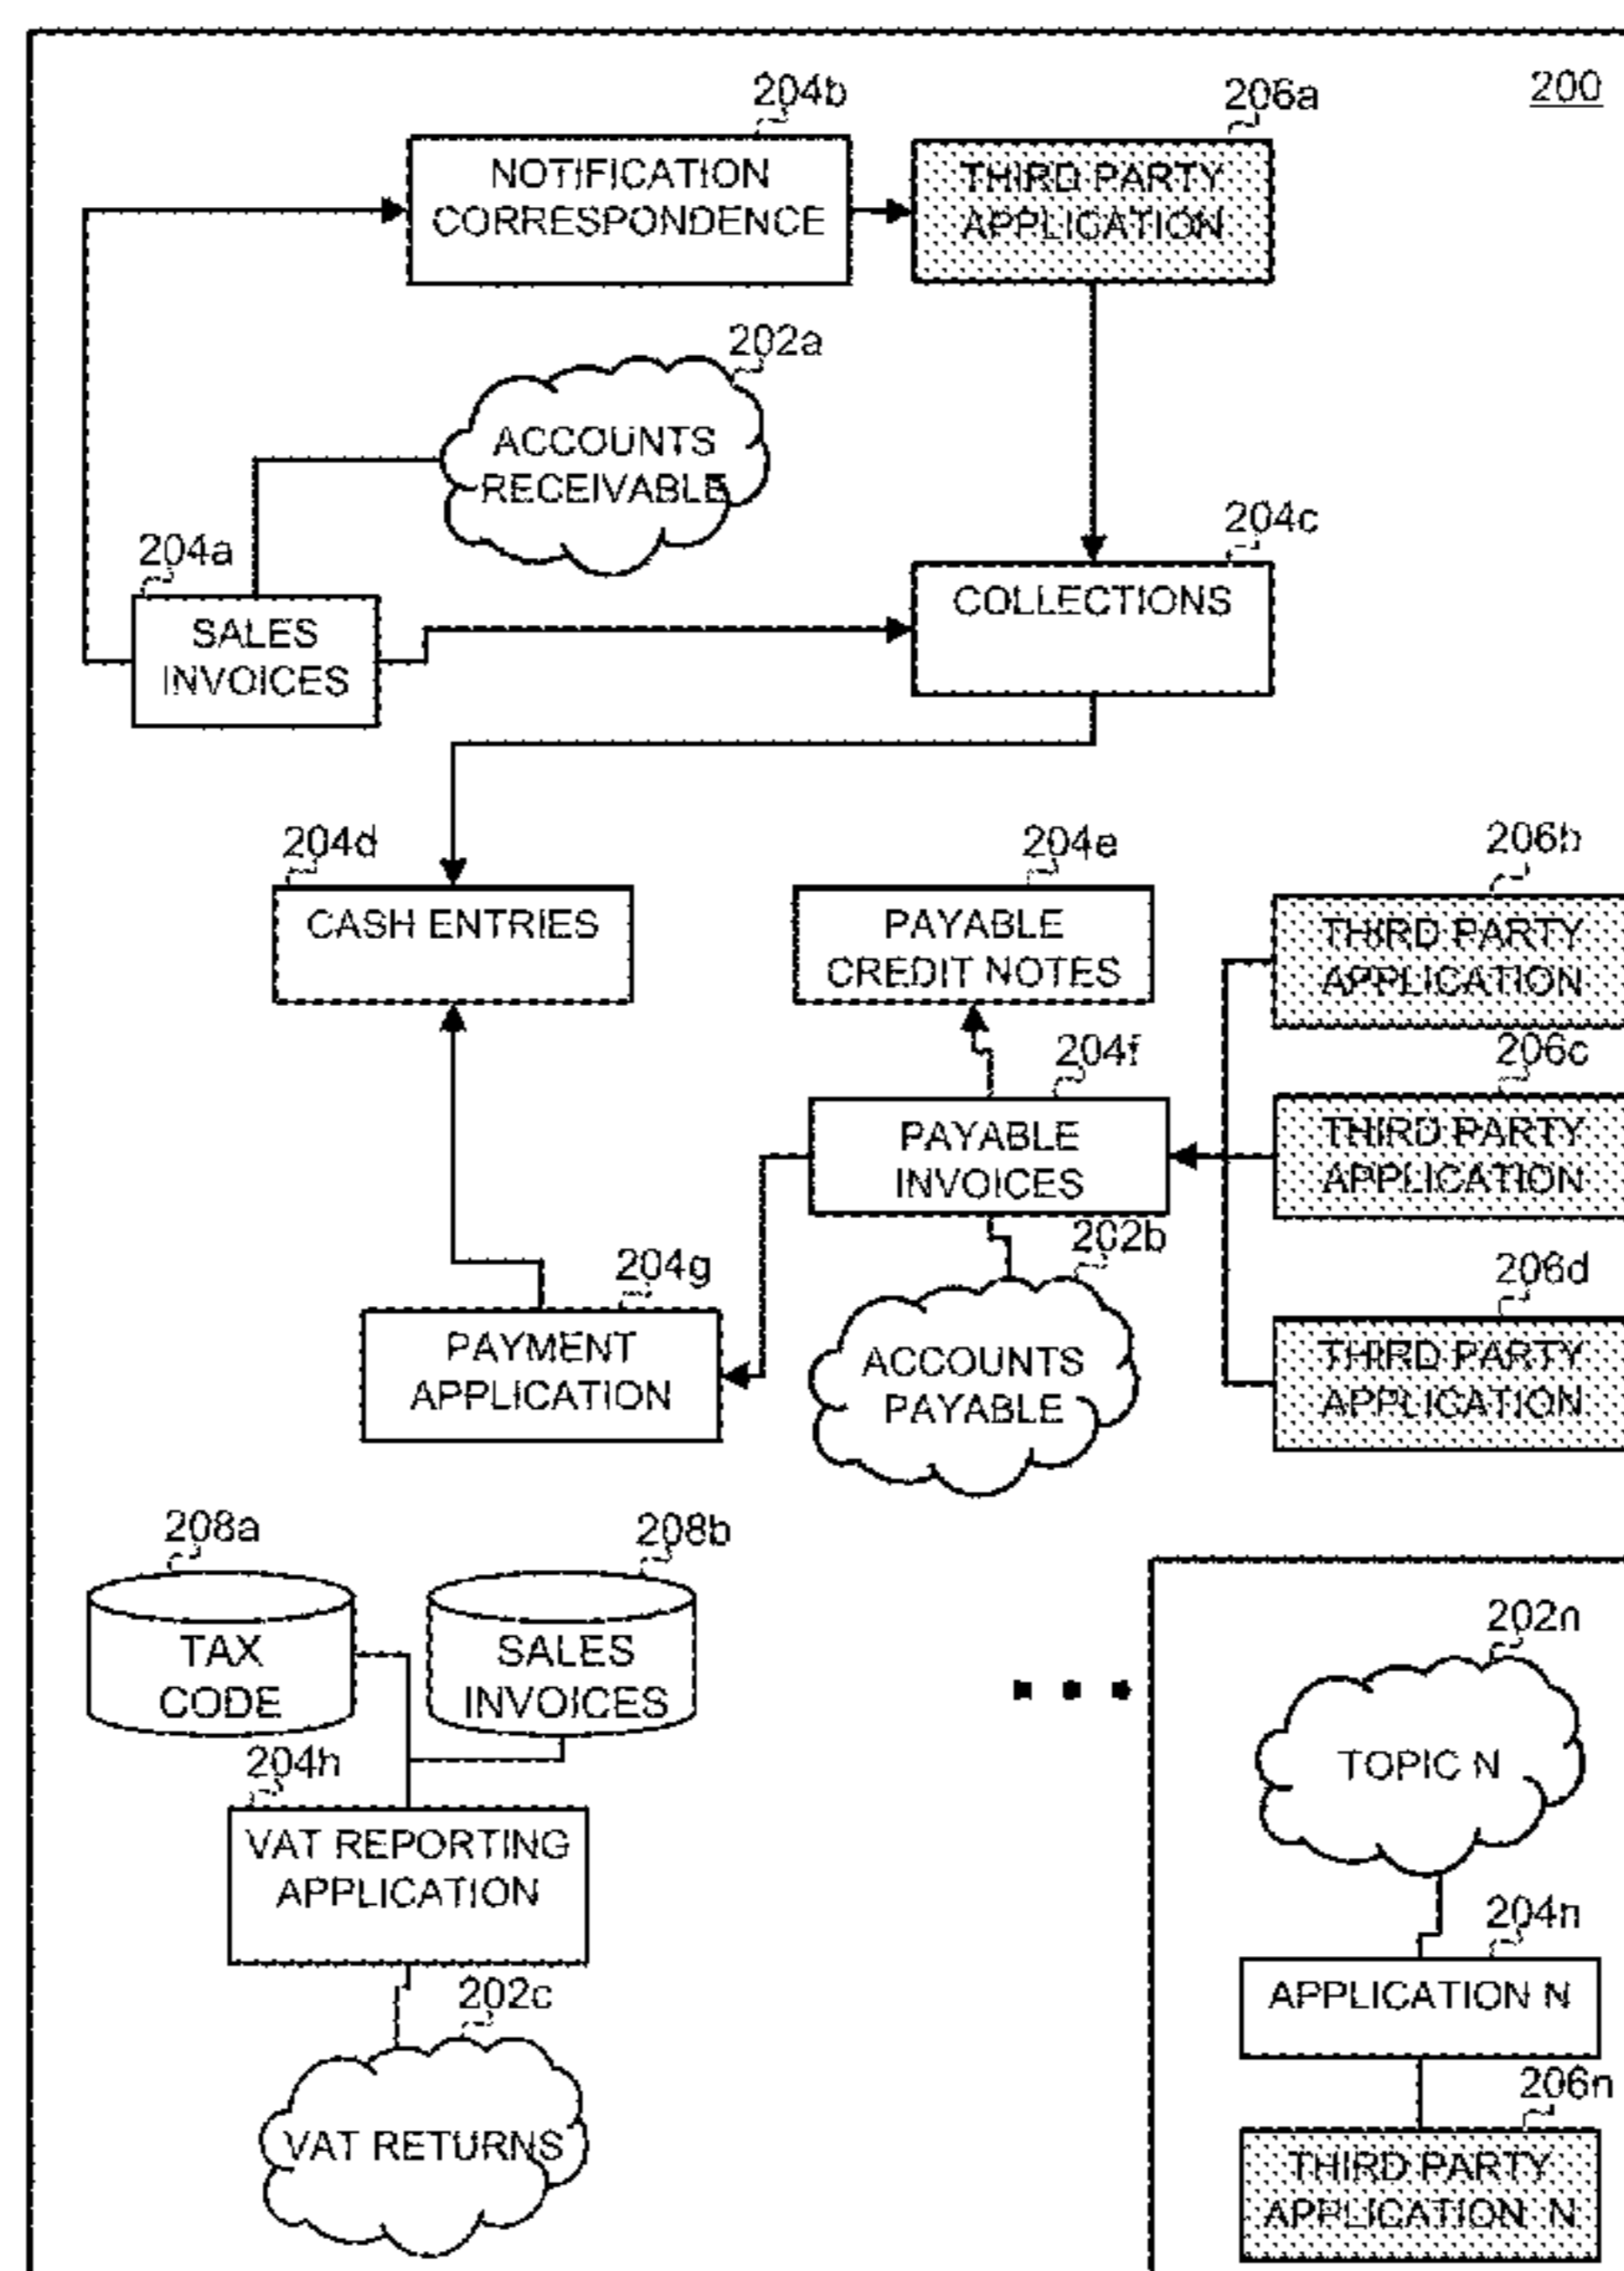 200
204b
NOTIFICATION
CORRESPONDENCE
206a
THIRD PARTY
APPLICATION
202a
ACCOUNTS
RECEIVABLE
204a
SALES
INVOICES
204c
COLLECTIONS
204d
CASH ENTRIES
204e
PAYABLE
CREDIT NOTES
206b
THIRD PARTY
APPLICATION
204f
PAYABLE
INVOICES
206c
THIRD PARTY
APPLICATION
202b
ACCOUNTS
PAYABLE
204g
PAYMENT
APPLICATION
206d
THIRD PARTY
APPLICATION
208a
TAX
CODE
208b
SALES
INVOICES
204h
VAT REPORTING
APPLICATION
202c
VAT RETURNS
202n
TOPIC N
204n
APPLICATION N
206n
THIRD PARTY
APPLICATION N